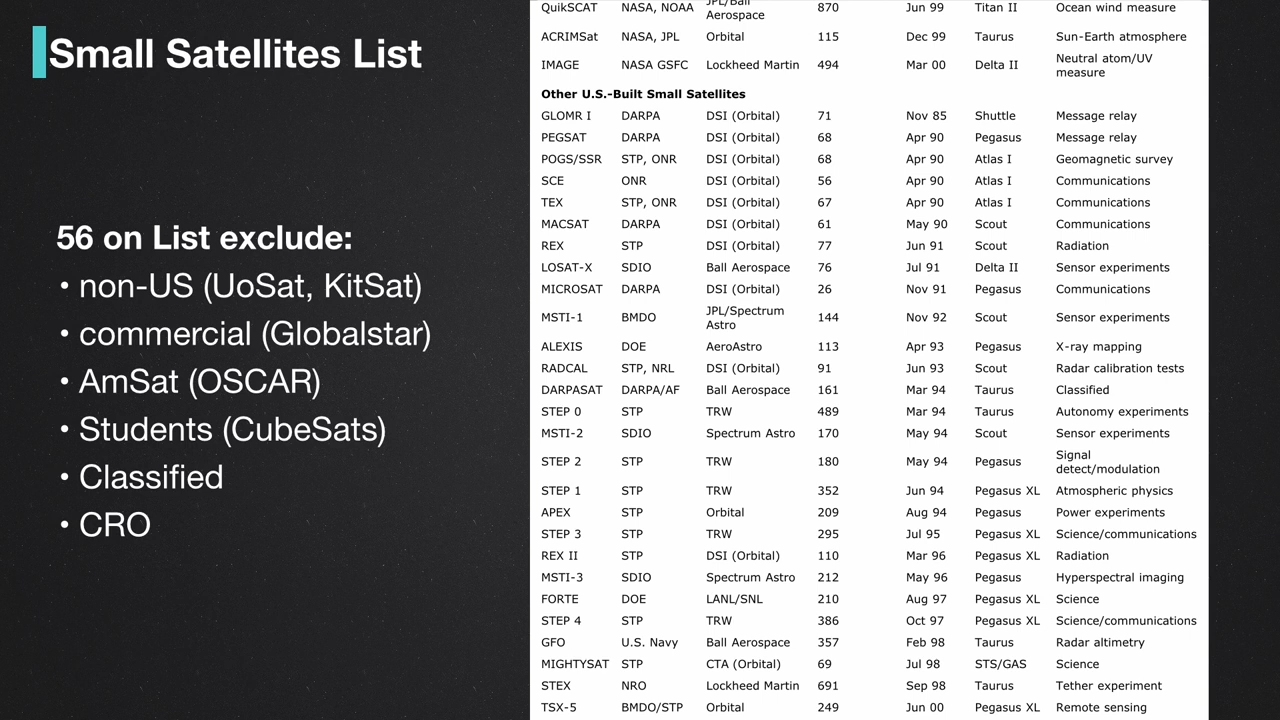 Small Satellites List
56 on List exclude:
• non-US (UoSat, KitSat)
• commercial (Globalstar)
• AmSat (OSCAR)
• Students (CubeSats)
• Classified
• CRO
QuikSCAT NASA, NOAA JPL/Ball Aerospace 870 Jun 99 Titan II Ocean wind measure
ACRIMSat NASA, JPL Orbital 115 Dec 99 Taurus Sun-Earth atmosphere
IMAGE NASA GSFC Lockheed Martin 494 Mar 00 Delta II Neutral atom/UV measure
Other U.S.-Built Small Satellites
GLOMR I DARPA DSI (Orbital) 71 Nov 85 Shuttle Message relay
PEGSAT DARPA DSI (Orbital) 68 Apr 90 Pegasus Message relay
POGS/SSR STP, ONR DSI (Orbital) 68 Apr 90 Atlas I Geomagnetic survey
SCE ONR DSI (Orbital) 56 Apr 90 Atlas I Communications
TEX STP, ONR DSI (Orbital) 67 Apr 90 Atlas I Communications
MACSAT DARPA DSI (Orbital) 61 May 90 Scout Communications
REX STP DSI (Orbital) 77 Jun 91 Scout Radiation
LOSAT-X SDIO Ball Aerospace 76 Jul 91 Delta II Sensor experiments
MICROSAT DARPA DSI (Orbital) 26 Nov 91 Pegasus Communications
MSTI-1 BMDO JPL/Spectrum Astro 144 Nov 92 Scout Sensor experiments
ALEXIS DOE AeroAstro 113 Apr 93 Pegasus X-ray mapping
RADCAL STP, NRL DSI (Orbital) 91 Jun 93 Scout Radar calibration tests
DARPASAT DARPA/AF Ball Aerospace 161 Mar 94 Taurus Classified
STEP 0 STP TRW 489 Mar 94 Taurus Autonomy experiments
MSTI-2 SDIO Spectrum Astro 170 May 94 Scout Sensor experiments
STEP 2 STP TRW 180 May 94 Pegasus Signal detect/modulation
STEP 1 STP TRW 352 Jun 94 Pegasus XL Atmospheric physics
APEX STP Orbital 209 Aug 94 Pegasus Power experiments
STEP 3 STP TRW 295 Jul 95 Pegasus XL Science/communications
REX II STP DSI (Orbital) 110 Mar 96 Pegasus XL Radiation
MSTI-3 SDIO Spectrum Astro 212 May 96 Pegasus Hyperspectral imaging
FORTE DOE LANL/SNL 210 Aug 97 Pegasus XL Science
STEP 4 STP TRW 386 Oct 97 Pegasus XL Science/communications
GFO U.S. Navy Ball Aerospace 357 Feb 98 Taurus Radar altimetry
MIGHTYSAT STP CTA (Orbital) 69 Jul 98 STS/GAS Science
STEX NRO Lockheed Martin 691 Sep 98 Taurus Tether experiment
TSX-5 BMDO/STP Orbital 249 Jun 00 Pegasus XL Remote sensing